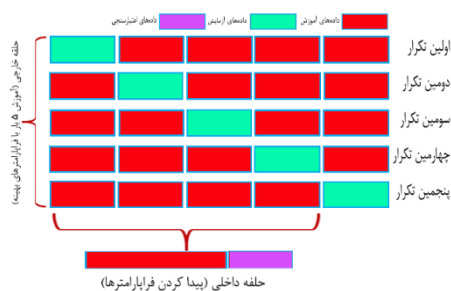 داده‌های آموزش داده‌های آزمایش داده‌های اعتبارسنجی
اولین تکرار
دومین تکرار
سومین تکرار
چهارمین تکرار
پنجمین تکرار
حلقه خارجی (آموزش ۵ بار با فراپارامترهای بهینه)
حلقه داخلی (پیدا کردن فراپارامترها)